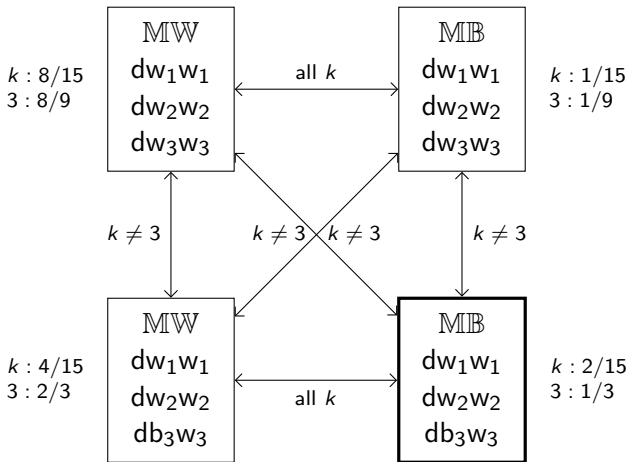 𝕄𝕎
dw₁w₁
dw₂w₂
dw₃w₃
k : 8/15
3 : 8/9
all k
𝕄𝔹
dw₁w₁
dw₂w₂
dw₃w₃
k : 1/15
3 : 1/9
k ≠ 3
k ≠ 3
k ≠ 3
k ≠ 3
𝕄𝕎
dw₁w₁
dw₂w₂
db₃w₃
k : 4/15
3 : 2/3
all k
𝕄𝔹
dw₁w₁
dw₂w₂
db₃w₃
k : 2/15
3 : 1/3